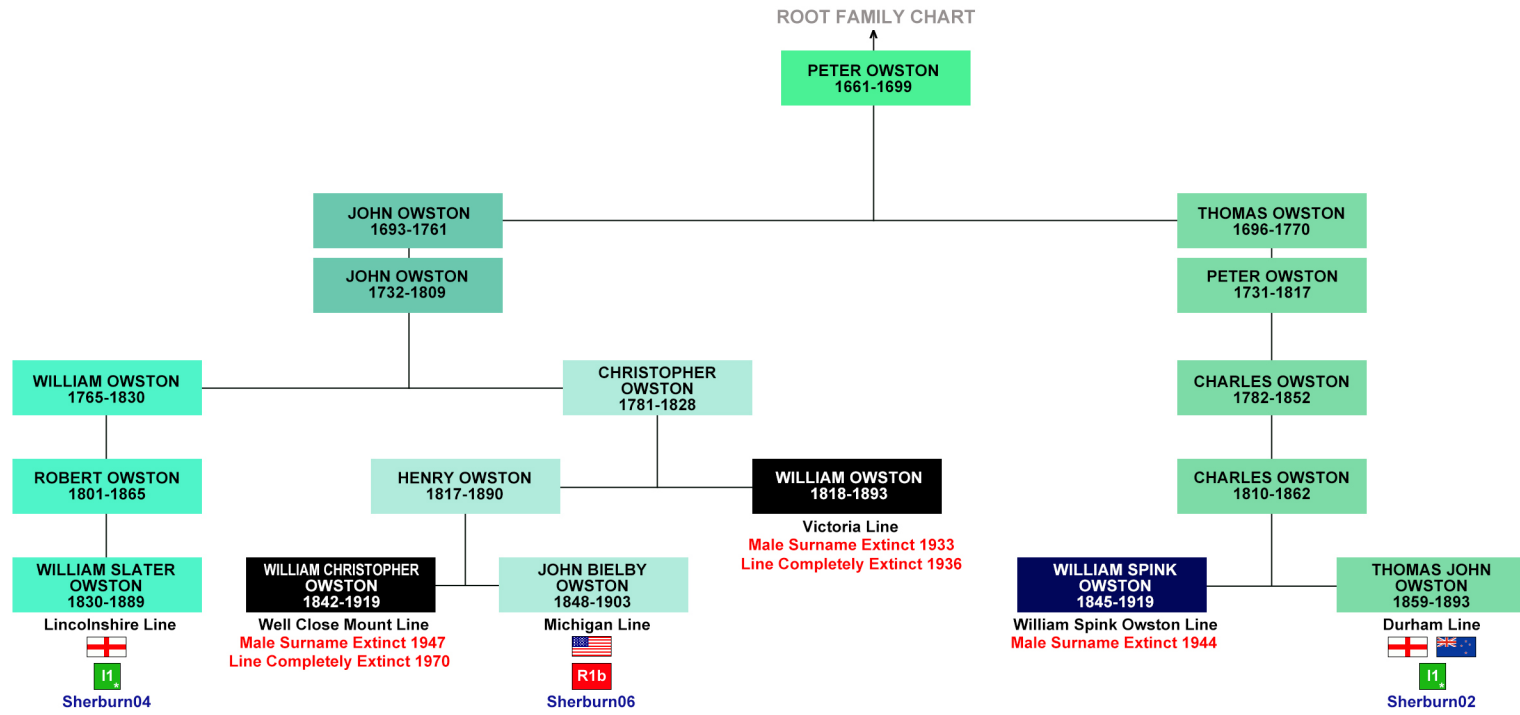 ROOT FAMILY CHART
PETER OWSTON
1661-1699
JOHN OWSTON
1693-1761
THOMAS OWSTON
1696-1770
JOHN OWSTON
1732-1809
PETER OWSTON
1731-1817
WILLIAM OWSTON
1765-1830
CHRISTOPHER
OWSTON
1781-1828
CHARLES OWSTON
1782-1852
ROBERT OWSTON
1801-1865
HENRY OWSTON
1817-1890
WILLIAM OWSTON
1818-1893
Victoria Line
Male Surname Extinct 1933
Line Completely Extinct 1936
CHARLES OWSTON
1810-1862
WILLIAM SLATER
OWSTON
1830-1889
Lincolnshire Line
I1*
Sherburn04
WILLIAM CHRISTOPHER
OWSTON
1842-1919
Well Close Mount Line
Male Surname Extinct 1947
Line Completely Extinct 1970
JOHN BIELBY
OWSTON
1848-1903
Michigan Line
R1b
Sherburn06
WILLIAM SPINK
OWSTON
1845-1919
William Spink Owston Line
Male Surname Extinct 1944
THOMAS JOHN
OWSTON
1859-1893
Durham Line
I1*
Sherburn02